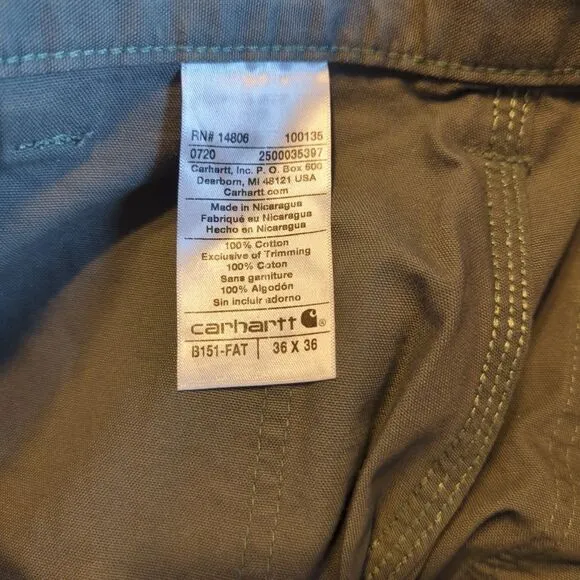 RN# 14806 100135
0720 2500035397
Carhartt, Inc. P. O. Box 600
Dearborn, MI 48121 USA
Carhartt.com
Made in Nicaragua
Fabriqué eu Nicaragua
Hecho en Nicaragua
100% Cotton
Exclusive of Trimming
100% Coton
Sans garniture
100% Algodón
Sin incluir adorno
carhartt ®
B151-FAT 36 X 36